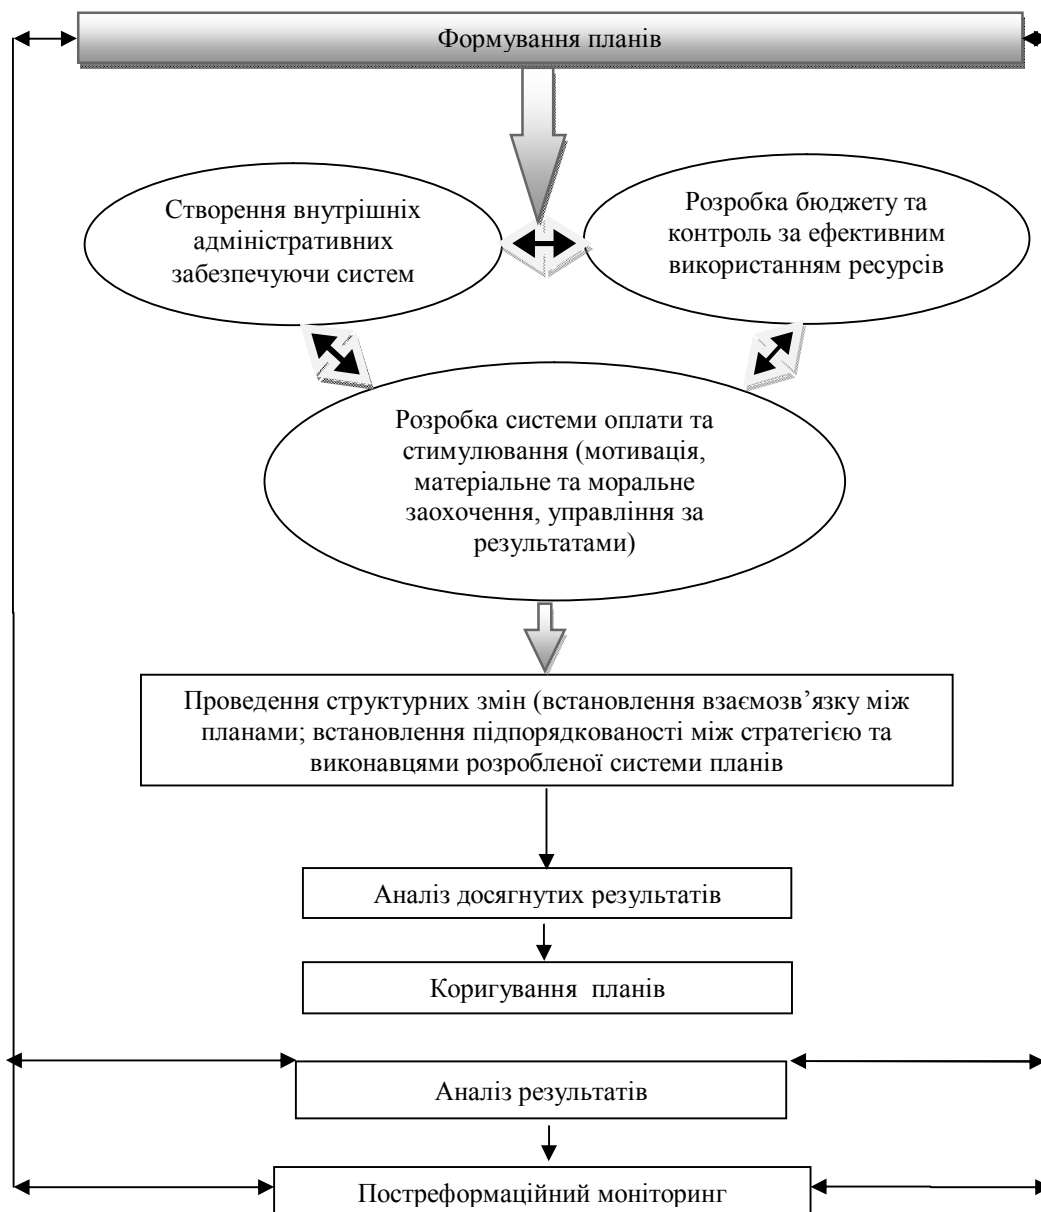 Формування планів
Створення внутрішніх
адміністративних
забезпечуючи систем
Розробка бюджету та
контроль за ефективним
використанням ресурсів
Розробка системи оплати та
стимулювання (мотивація,
матеріальне та моральне
заохочення, управління за
результатами)
Проведення структурних змін (встановлення взаємозв’язку між
планами; встановлення підпорядкованості між стратегією та
виконавцями розробленої системи планів
Аналіз досягнутих результатів
Коригування  планів
Аналіз результатів
Постреформаційний моніторинг